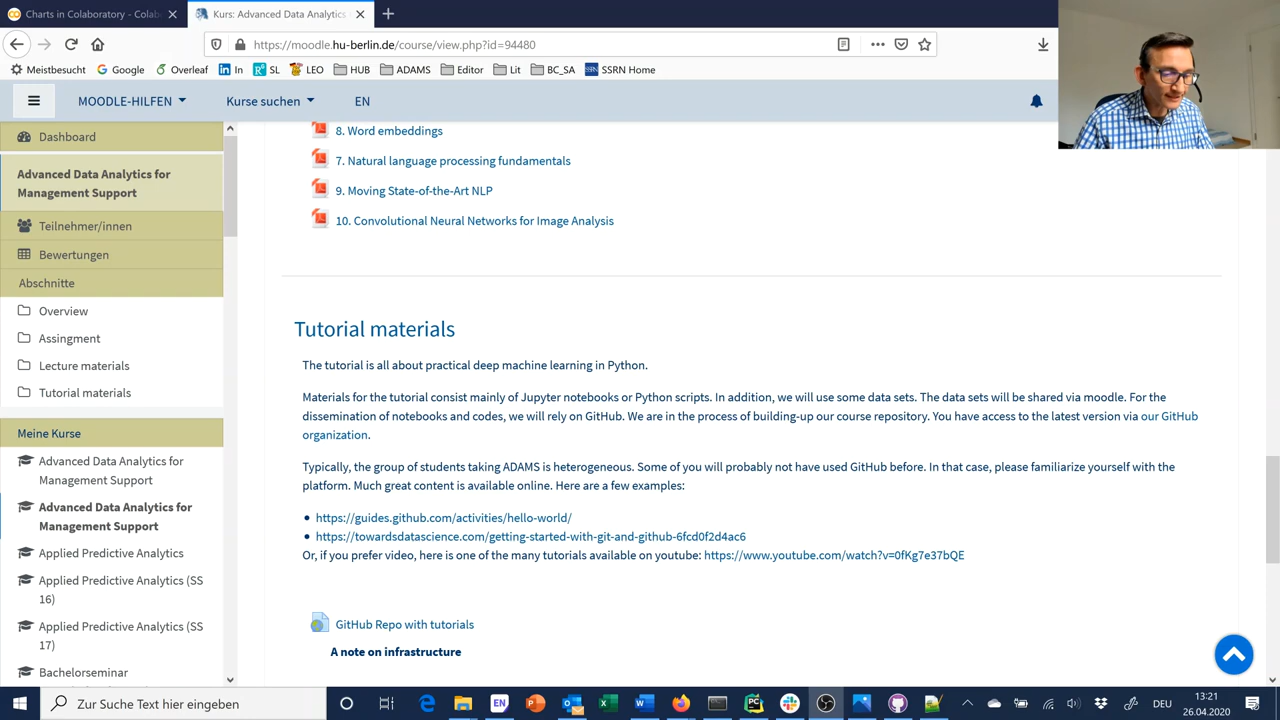 Charts in Colaboratory - Colab
Kurs: Advanced Data Analytics
https://moodle.hu-berlin.de/course/view.php?id=94480
Meistbesucht Google Overleaf In SL LEO HUB ADAMS Editor Lit BC_SA SSRN Home
MOODLE-HILFEN Kurse suchen EN
Dashboard
Advanced Data Analytics for
Management Support
Teilnehmer/innen
Bewertungen
Abschnitte
Overview
Assingment
Lecture materials
Tutorial materials
Meine Kurse
Advanced Data Analytics for
Management Support
Advanced Data Analytics for
Management Support
Applied Predictive Analytics
Applied Predictive Analytics (SS
16)
Applied Predictive Analytics (SS
17)
Bachelorseminar
8. Word embeddings
7. Natural language processing fundamentals
9. Moving State-of-the-Art NLP
10. Convolutional Neural Networks for Image Analysis
Tutorial materials
The tutorial is all about practical deep machine learning in Python.
Materials for the tutorial consist mainly of Jupyter notebooks or Python scripts. In addition, we will use some data sets. The data sets will be shared via moodle. For the
dissemination of notebooks and codes, we will rely on GitHub. We are in the process of building-up our course repository. You have access to the latest version via our GitHub
organization.
Typically, the group of students taking ADAMS is heterogeneous. Some of you will probably not have used GitHub before. In that case, please familiarize yourself with the
platform. Much great content is available online. Here are a few examples:
https://guides.github.com/activities/hello-world/
https://towardsdatascience.com/getting-started-with-git-and-github-6fcd0f2d4ac6
Or, if you prefer video, here is one of the many tutorials available on youtube: https://www.youtube.com/watch?v=0fKg7e37bQE
GitHub Repo with tutorials
A note on infrastructure
Zur Suche Text hier eingeben
EN
DEU
13:21
26.04.2020